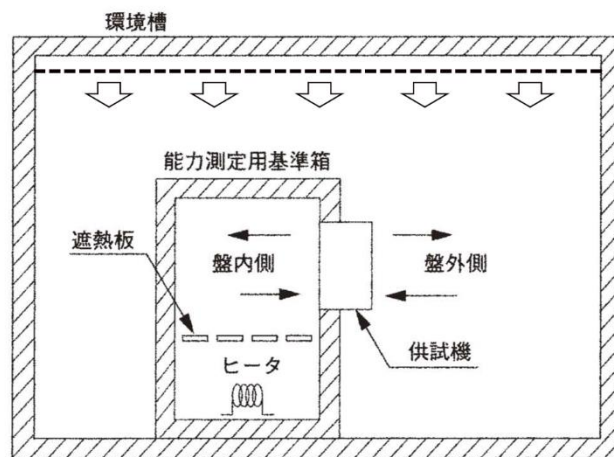 環境槽
能力測定用基準箱
遮熱板
盤内側
盤外側
供試機
ヒータ